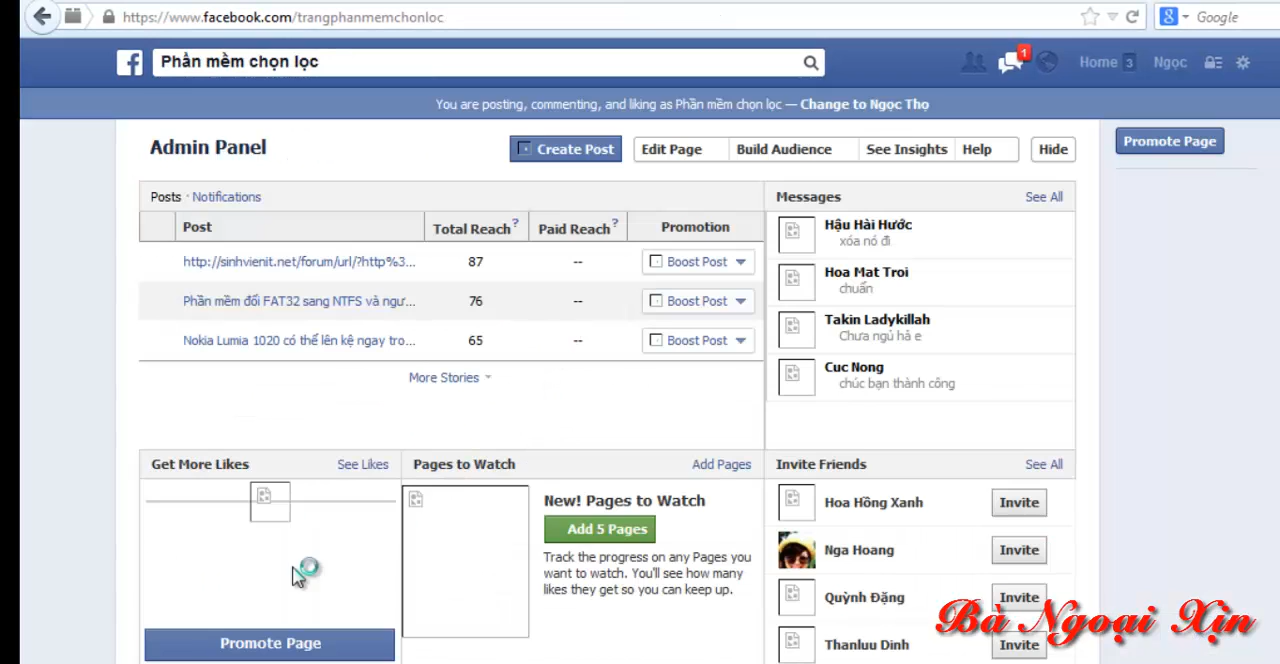 https://www.facebook.com/trangphanmemchonloc
Google
Phần mềm chọn lọc
1
Home 3
Ngọc
You are posting, commenting, and liking as Phần mềm chọn lọc — Change to Ngọc Thọ
Admin Panel
Create Post
Edit Page
Build Audience
See Insights
Help
Hide
Promote Page
Posts · Notifications
Post
Total Reach?
Paid Reach?
Promotion
http://sinhvienit.net/forum/url/?http%3...
87
--
Boost Post
Phần mềm đổi FAT32 sang NTFS và ngư...
76
--
Boost Post
Nokia Lumia 1020 có thể lên kệ ngay tro...
65
--
Boost Post
More Stories
Messages
See All
Hậu Hài Hước
xóa nó đi
Hoa Mat Troi
chuẩn
Takin Ladykillah
Chưa ngủ hả e
Cuc Nong
chúc bạn thành công
Get More Likes
See Likes
Promote Page
Pages to Watch
Add Pages
New! Pages to Watch
Add 5 Pages
Track the progress on any Pages you
want to watch. You'll see how many
likes they get so you can keep up.
Invite Friends
See All
Hoa Hồng Xanh
Invite
Nga Hoang
Invite
Quỳnh Đặng
Invite
Thanluu Dinh
Invite
Bà Ngoại Xịn